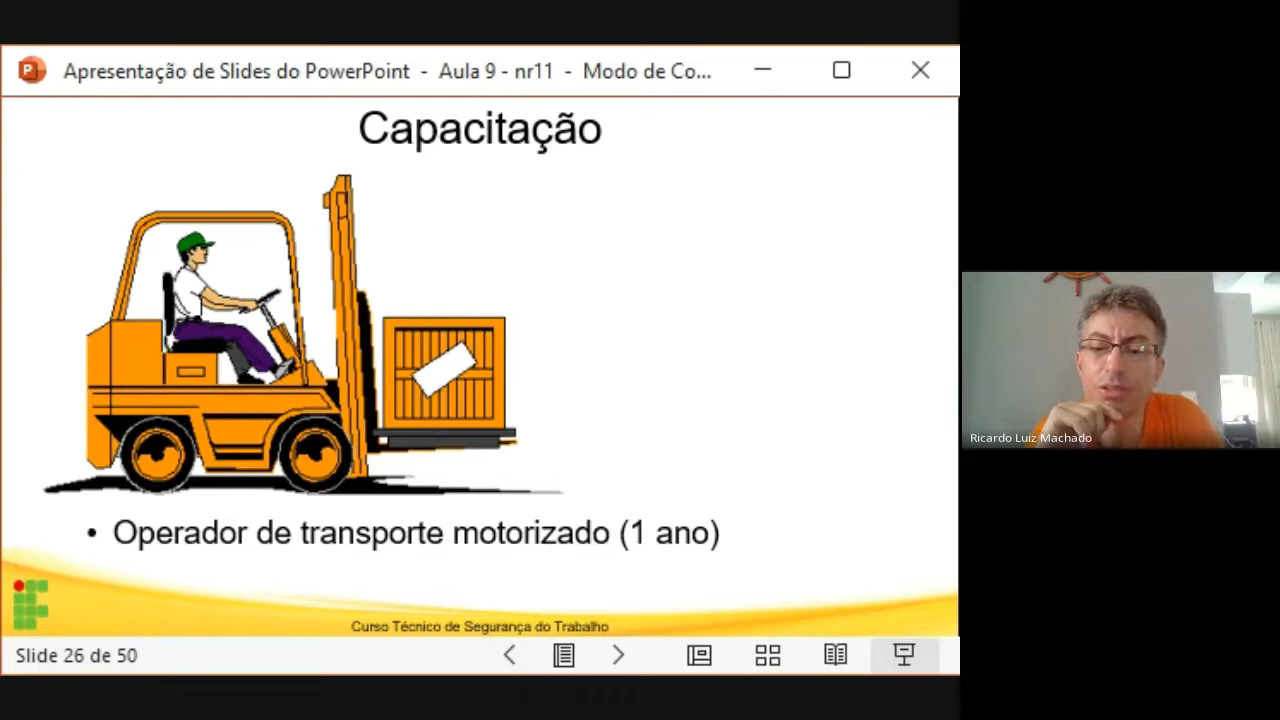 Apresentação de Slides do PowerPoint - Aula 9 - nr11 - Modo de Co...
Capacitação
• Operador de transporte motorizado (1 ano)
Curso Técnico de Segurança do Trabalho
Slide 26 de 50
Ricardo Luiz Machado